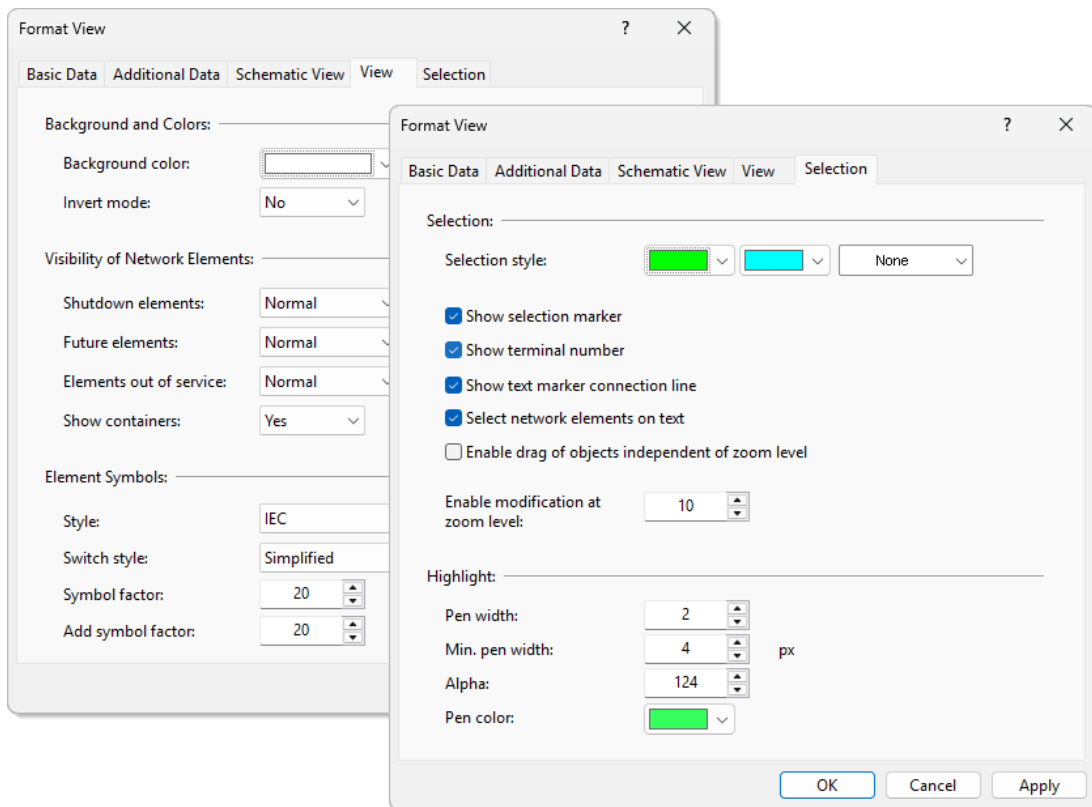 Format View
?
Basic Data Additional Data Schematic View View Selection
Background and Colors:
Background color:
Invert mode: No
Visibility of Network Elements:
Shutdown elements: Normal
Future elements: Normal
Elements out of service: Normal
Show containers: Yes
Element Symbols:
Style: IEC
Switch style: Simplified
Symbol factor: 20
Add symbol factor: 20
Format View
?
Basic Data Additional Data Schematic View View Selection
Selection:
Selection style: None
Show selection marker
Show terminal number
Show text marker connection line
Select network elements on text
Enable drag of objects independent of zoom level
Enable modification at
zoom level: 10
Highlight:
Pen width: 2
Min. pen width: 4 px
Alpha: 124
Pen color:
OK Cancel Apply